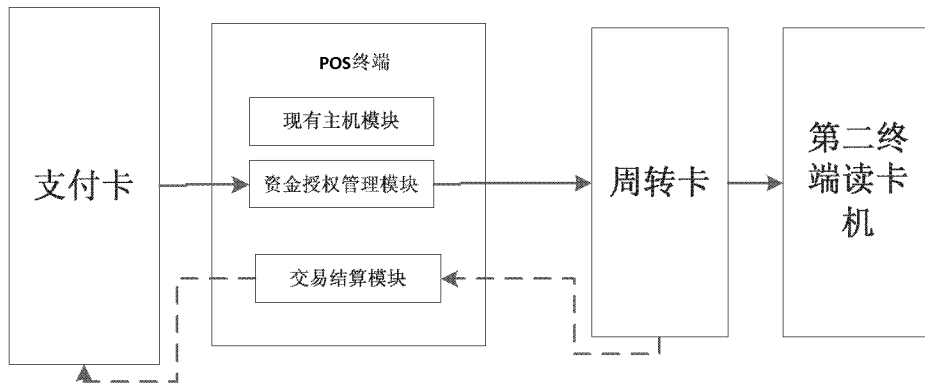 支付卡
POS终端
现有主机模块
资金授权管理模块
交易结算模块
周转卡
第二终
端读卡
机